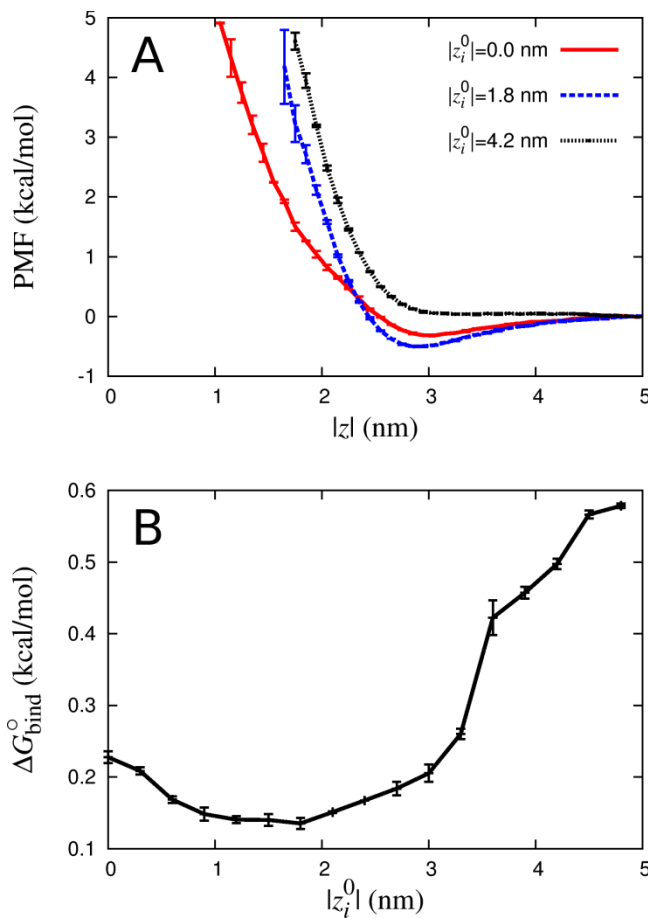 A
|z_i^0|=0.0 nm
|z_i^0|=1.8 nm
|z_i^0|=4.2 nm
PMF (kcal/mol)
5
4
3
2
1
0
-1
0 1 2 3 4 5
|z| (nm)
B
ΔG°_bind (kcal/mol)
0.6
0.5
0.4
0.3
0.2
0.1
0 1 2 3 4 5
|z_i^0| (nm)